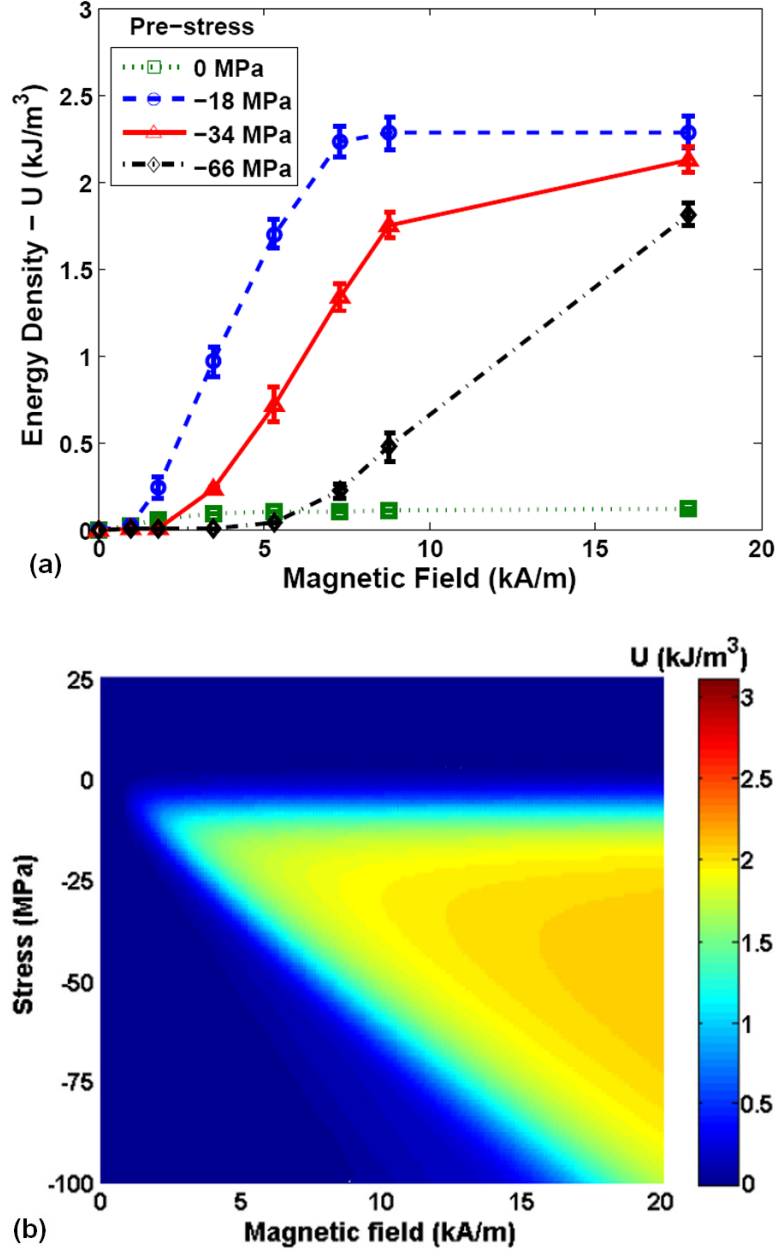 Pre−stress
0 MPa
−18 MPa
−34 MPa
−66 MPa
Energy Density − U (kJ/m³)
3
2.5
2
1.5
1
0.5
0
0 5 10 15 20
Magnetic Field (kA/m)
(a)
U (kJ/m³)
Stress (MPa)
25
0
-25
-50
-75
-100
0 5 10 15 20
Magnetic field (kA/m)
3
2.5
2
1.5
1
0.5
0
(b)